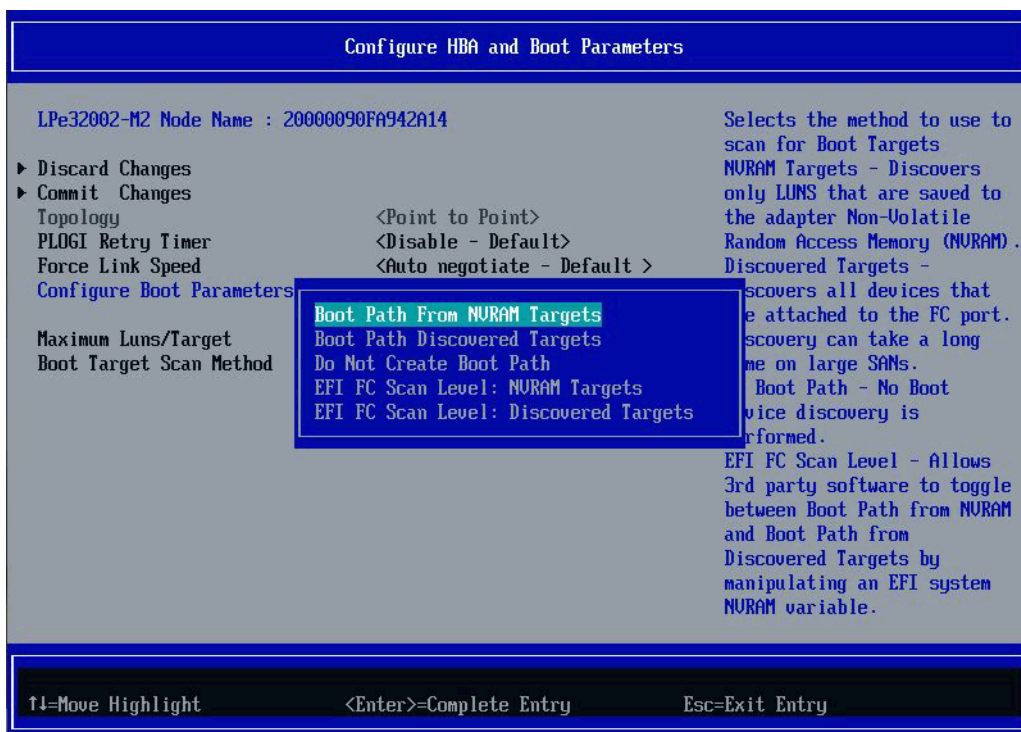 Configure HBA and Boot Parameters
LPe32002-M2 Node Name : 20000090FA942A14
Discard Changes
Commit Changes
Topology <Point to Point>
PLOGI Retry Timer <Disable - Default>
Force Link Speed <Auto negotiate - Default >
Configure Boot Parameters
Maximum Luns/Target
Boot Target Scan Method
Boot Path From NVRAM Targets
Boot Path Discovered Targets
Do Not Create Boot Path
EFI FC Scan Level: NVRAM Targets
EFI FC Scan Level: Discovered Targets
Selects the method to use to
scan for Boot Targets
NVRAM Targets - Discovers
only LUNS that are saved to
the adapter Non-Volatile
Random Access Memory (NVRAM).
Discovered Targets -
scovers all devices that
e attached to the FC port.
scovery can take a long
me on large SANs.
Boot Path - No Boot
vice discovery is
rformed.
EFI FC Scan Level - Allows
3rd party software to toggle
between Boot Path from NVRAM
and Boot Path from
Discovered Targets by
manipulating an EFI system
NVRAM variable.
↑↓=Move Highlight <Enter>=Complete Entry Esc=Exit Entry